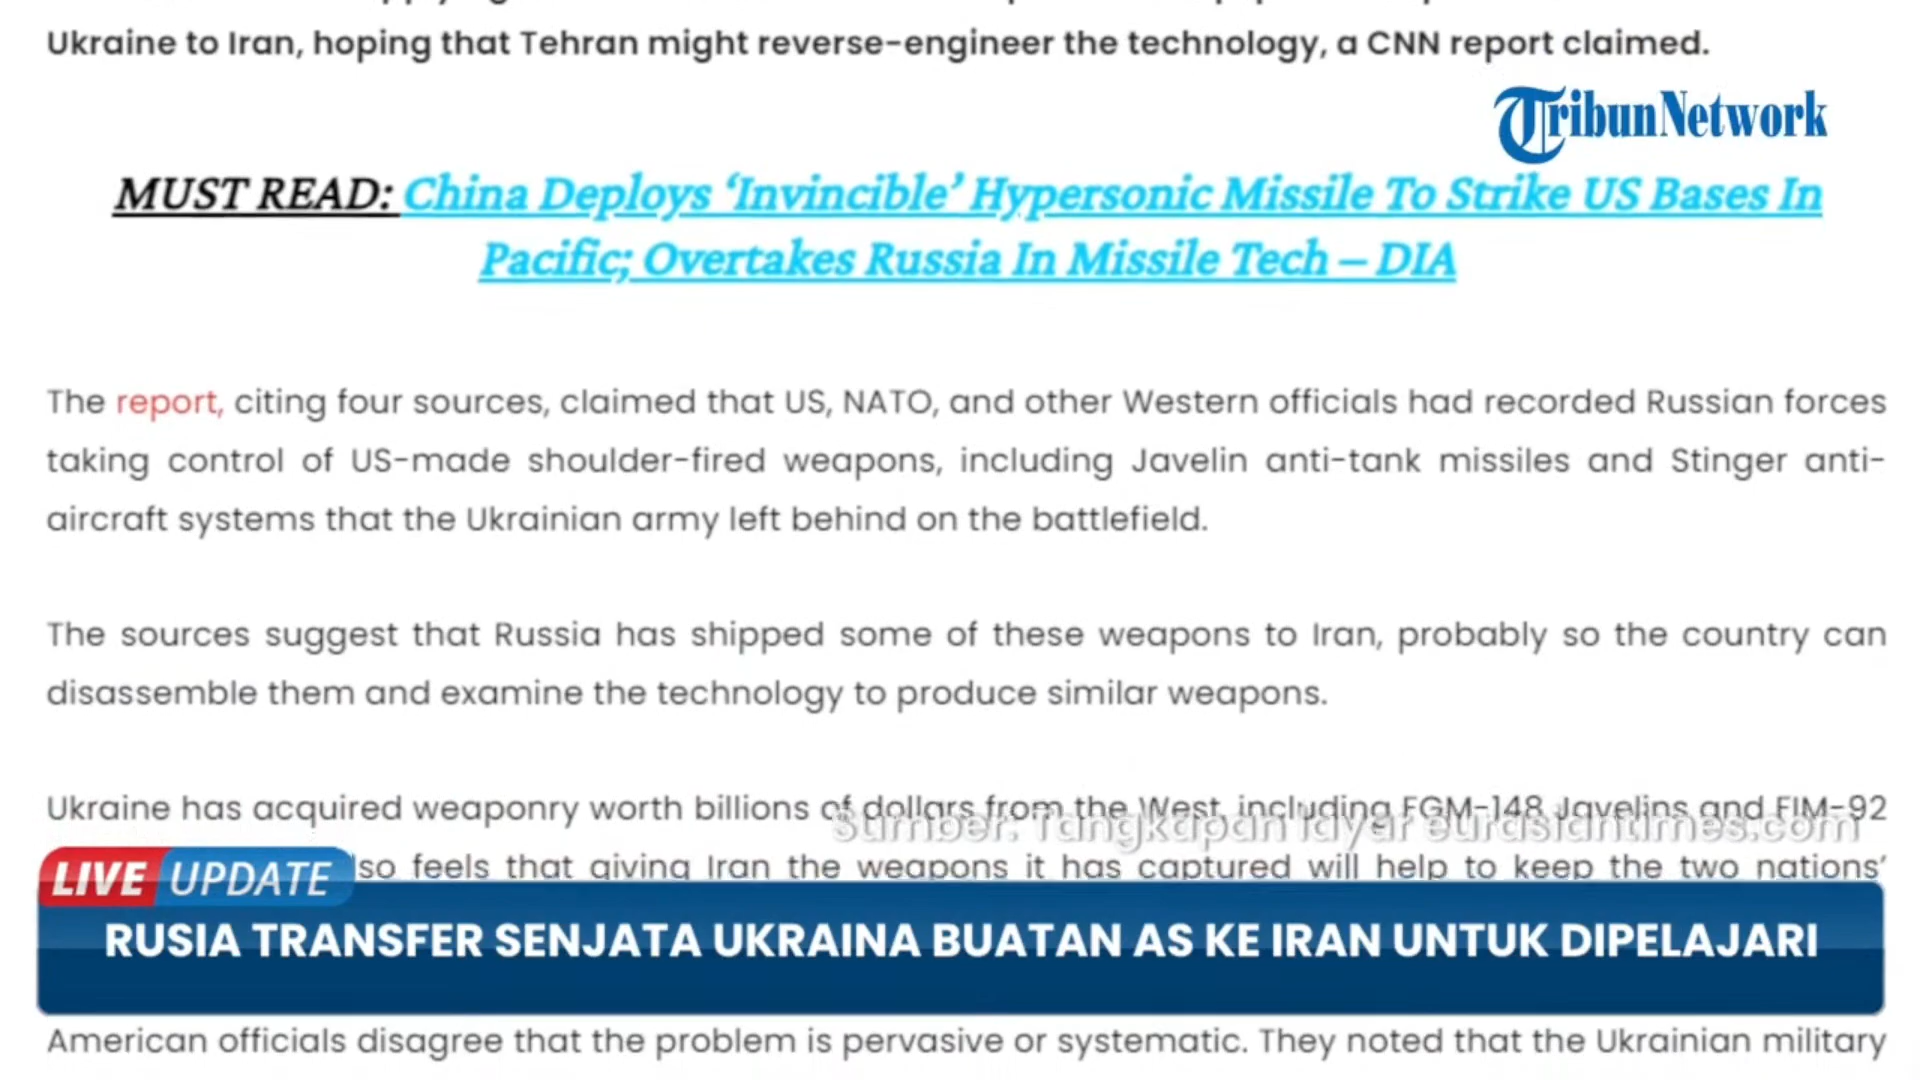 Ukraine to Iran, hoping that Tehran might reverse-engineer the technology, a CNN report claimed.
TribunNetwork
MUST READ: China Deploys ‘Invincible’ Hypersonic Missile To Strike US Bases In
Pacific; Overtakes Russia In Missile Tech – DIA
The report, citing four sources, claimed that US, NATO, and other Western officials had recorded Russian forces
taking control of US-made shoulder-fired weapons, including Javelin anti-tank missiles and Stinger anti-
aircraft systems that the Ukrainian army left behind on the battlefield.
The sources suggest that Russia has shipped some of these weapons to Iran, probably so the country can
disassemble them and examine the technology to produce similar weapons.
Ukraine has acquired weaponry worth billions of dollars from the West, including FGM-148 Javelins and FIM-92
Sumber: Tangkapan layar eurasiantimes.com
LIVE UPDATE
so feels that giving Iran the weapons it has captured will help to keep the two nations’
RUSIA TRANSFER SENJATA UKRAINA BUATAN AS KE IRAN UNTUK DIPELAJARI
American officials disagree that the problem is pervasive or systematic. They noted that the Ukrainian military